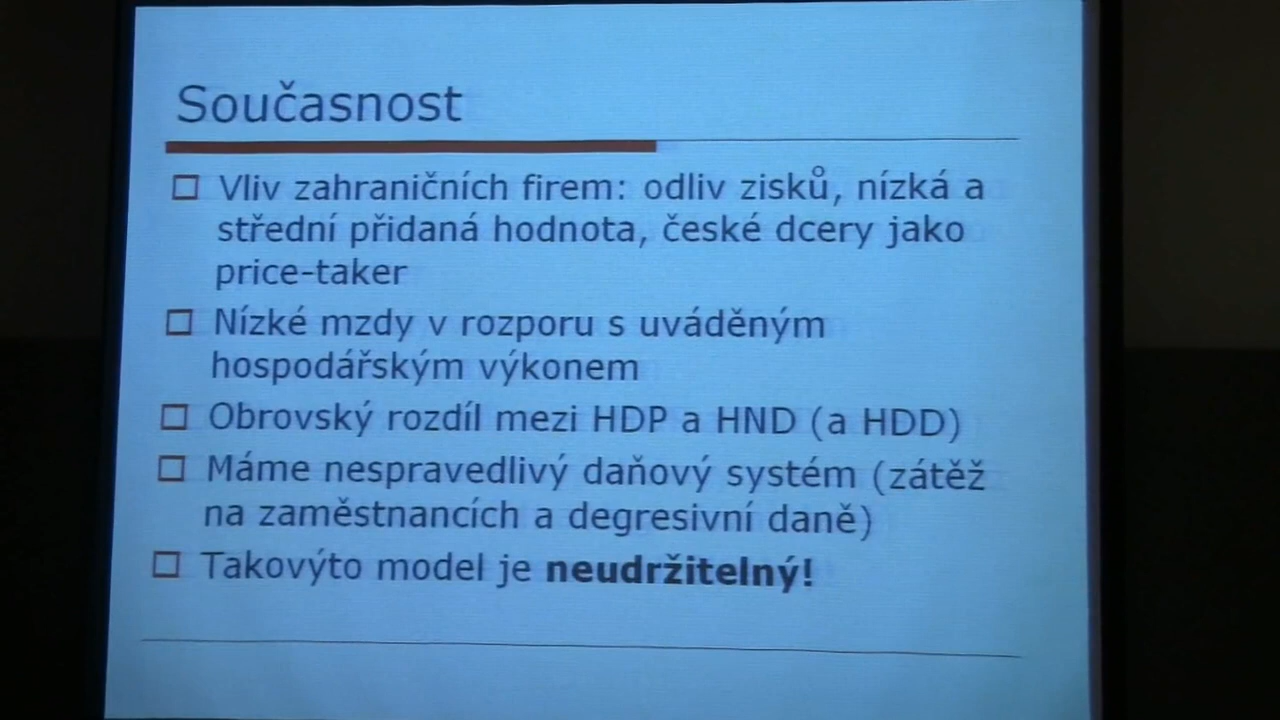 Současnost
Vliv zahraničních firem: odliv zisků, nízká a
střední přidaná hodnota, české dcery jako
price-taker
Nízké mzdy v rozporu s uváděným
hospodářským výkonem
Obrovský rozdíl mezi HDP a HND (a HDD)
Máme nespravedlivý daňový systém (zátěž
na zaměstnancích a degresivní daně)
Takovýto model je neudržitelný!